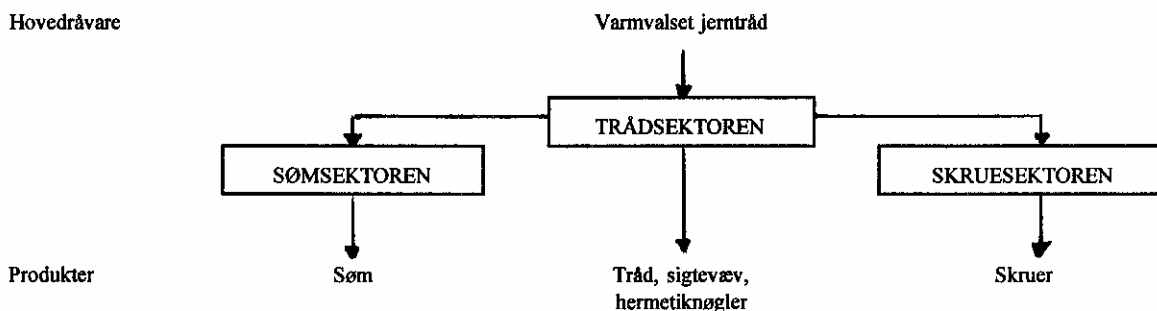 Hovedråvare
Varmvalset jerntråd
TRÅDSEKTOREN
SØMSEKTOREN
SKRUESEKTOREN
Produkter
Søm
Tråd, sigtevæv,
hermetiknøgler
Skruer